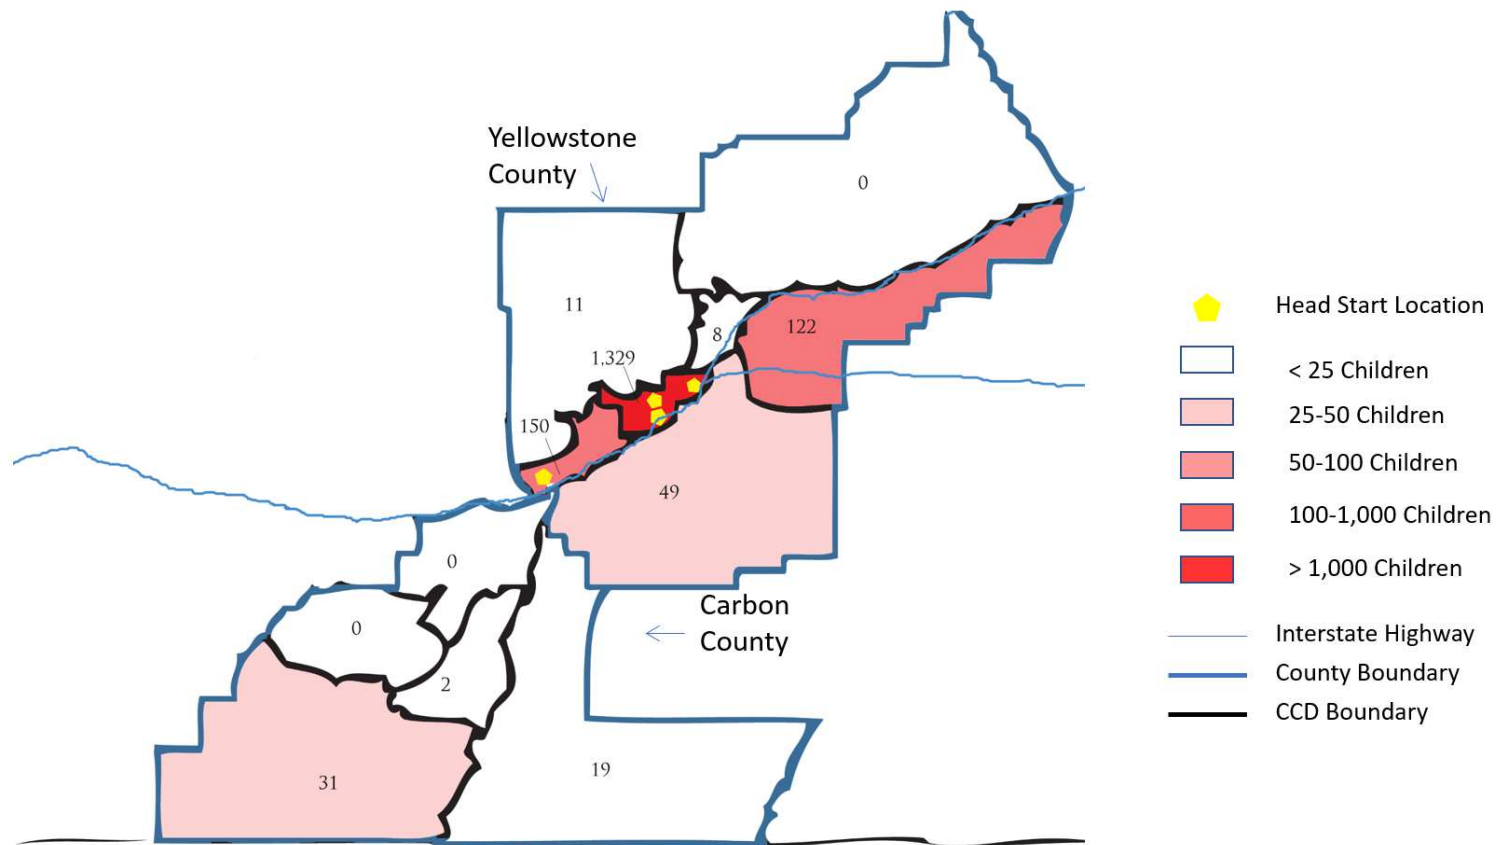 Yellowstone
County
0
11
8
122
1,329
150
49
0
0
2
31
19
Carbon
County
Head Start Location
< 25 Children
25-50 Children
50-100 Children
100-1,000 Children
> 1,000 Children
Interstate Highway
County Boundary
CCD Boundary